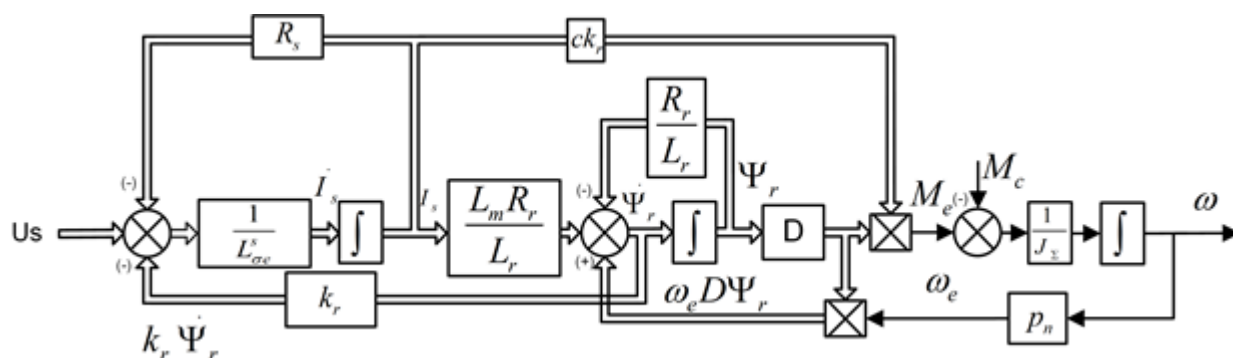 R_s
ck_r
R_r
L_r
Ψ_r
M_c
(-)
(-)
M_e
(-)
ω
İ_s
I_s
Ψ̇_r
Us
1
L^s_σe
∫
L_m R_r
L_r
∫
D
1
J_Σ
∫
(-)
(+)
k_r
ω_e D Ψ_r
ω_e
p_n
k_r Ψ̇_r